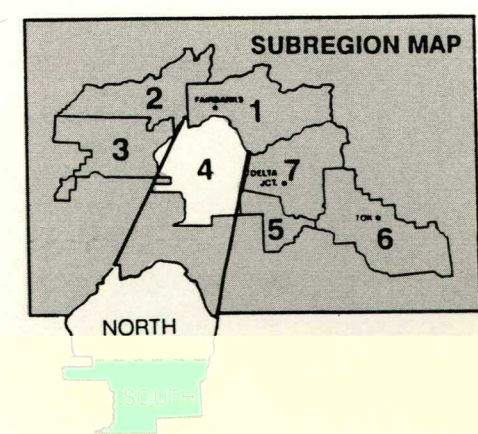 SUBREGION MAP
2
FAIRBANKS
1
3
4
DELTA
JCT.
7
5
TOK
6
NORTH
SOUTH